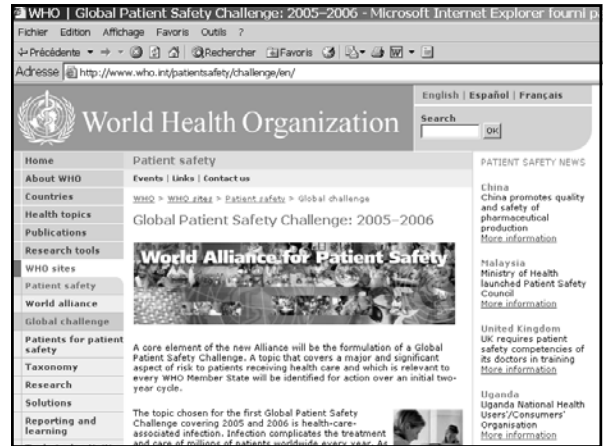 WHO | Global Patient Safety Challenge: 2005–2006 - Microsoft Internet Explorer fourni p
Fichier Edition Affichage Favoris Outils ?
Précédente Rechercher Favoris
Adresse http://www.who.int/patientsafety/challenge/en/
English | Español | Français
World Health Organization
Search
OK
Home
About WHO
Countries
Health topics
Publications
Research tools
WHO sites
Patient safety
World alliance
Global challenge
Patients for patient
safety
Taxonomy
Research
Solutions
Reporting and
learning
Patient safety
Events | Links | Contact us
WHO > WHO sites > Patient safety > Global challenge
Global Patient Safety Challenge: 2005–2006
World Alliance for Patient Safety
A core element of the new Alliance will be the formulation of a Global
Patient Safety Challenge. A topic that covers a major and significant
aspect of risk to patients receiving health care and which is relevant to
every WHO Member State will be identified for action over an initial two-
year cycle.
The topic chosen for the first Global Patient Safety
Challenge covering 2005 and 2006 is health-care-
associated infection. Infection complicates the treatment
and care of millions of patients worldwide every year. As
PATIENT SAFETY NEWS
China
China promotes quality
and safety of
pharmaceutical
production
More information
Malaysia
Ministry of Health
launched Patient Safety
Council
More information
United Kingdom
UK requires patient
safety competencies of
its doctors in training
More information
Uganda
Uganda National Health
Users'/Consumers'
Organisation
More information